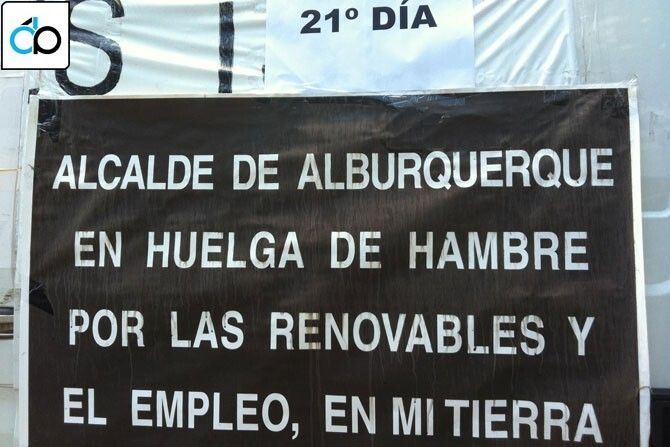 S I
21º DÍA
ALCALDE DE ALBURQUERQUE
EN HUELGA DE HAMBRE
POR LAS RENOVABLES Y
EL EMPLEO, EN MI TIERRA